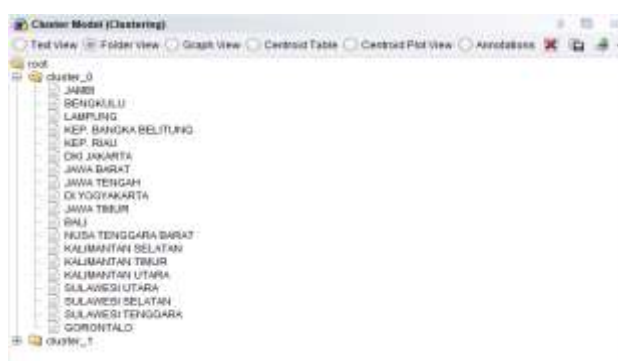 Cluster Model (Clustering)
Text View Folder View Graph View Centroid Table Centroid Plot View Annotations
root
cluster_0
JAMBI
BENGKULU
LAMPUNG
KEP. BANGKA BELITUNG
KEP. RIAU
DKI JAKARTA
JAWA BARAT
JAWA TENGAH
DI YOGYAKARTA
JAWA TIMUR
BALI
NUSA TENGGARA BARAT
KALIMANTAN SELATAN
KALIMANTAN TIMUR
KALIMANTAN UTARA
SULAWESI UTARA
SULAWESI SELATAN
SULAWESI TENGGARA
GORONTALO
cluster_1